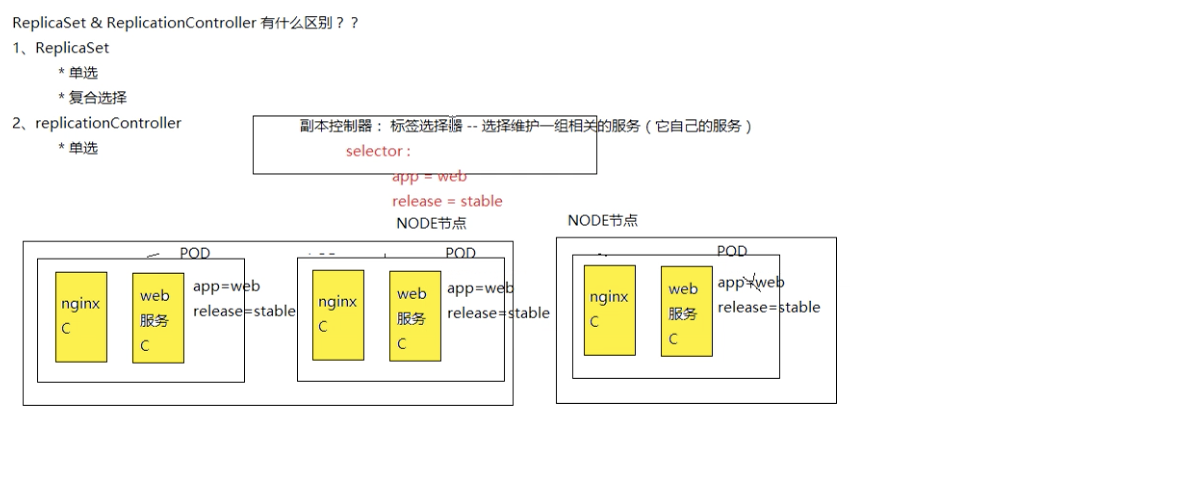 ReplicaSet & ReplicationController 有什么区别？？
1、ReplicaSet
* 单选
* 复合选择
2、replicationController
* 单选
副本控制器： 标签选择器 -- 选择维护一组相关的服务（它自己的服务）
selector :
app = web
release = stable
NODE节点
NODE节点
POD
nginx
C
web
服务
C
app=web
release=stable
POD
nginx
C
web
服务
C
app=web
release=stable
POD
nginx
C
web
服务
C
app=web
release=stable